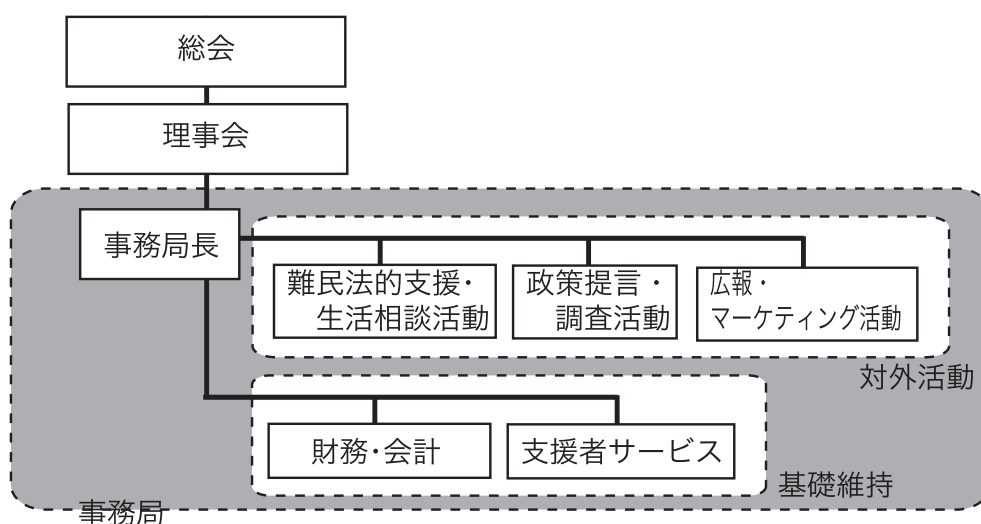 総会
理事会
事務局長
難民法的支援・
生活相談活動
政策提言・
調査活動
広報・
マーケティング活動
対外活動
財務・会計
支援者サービス
基礎維持
事務局